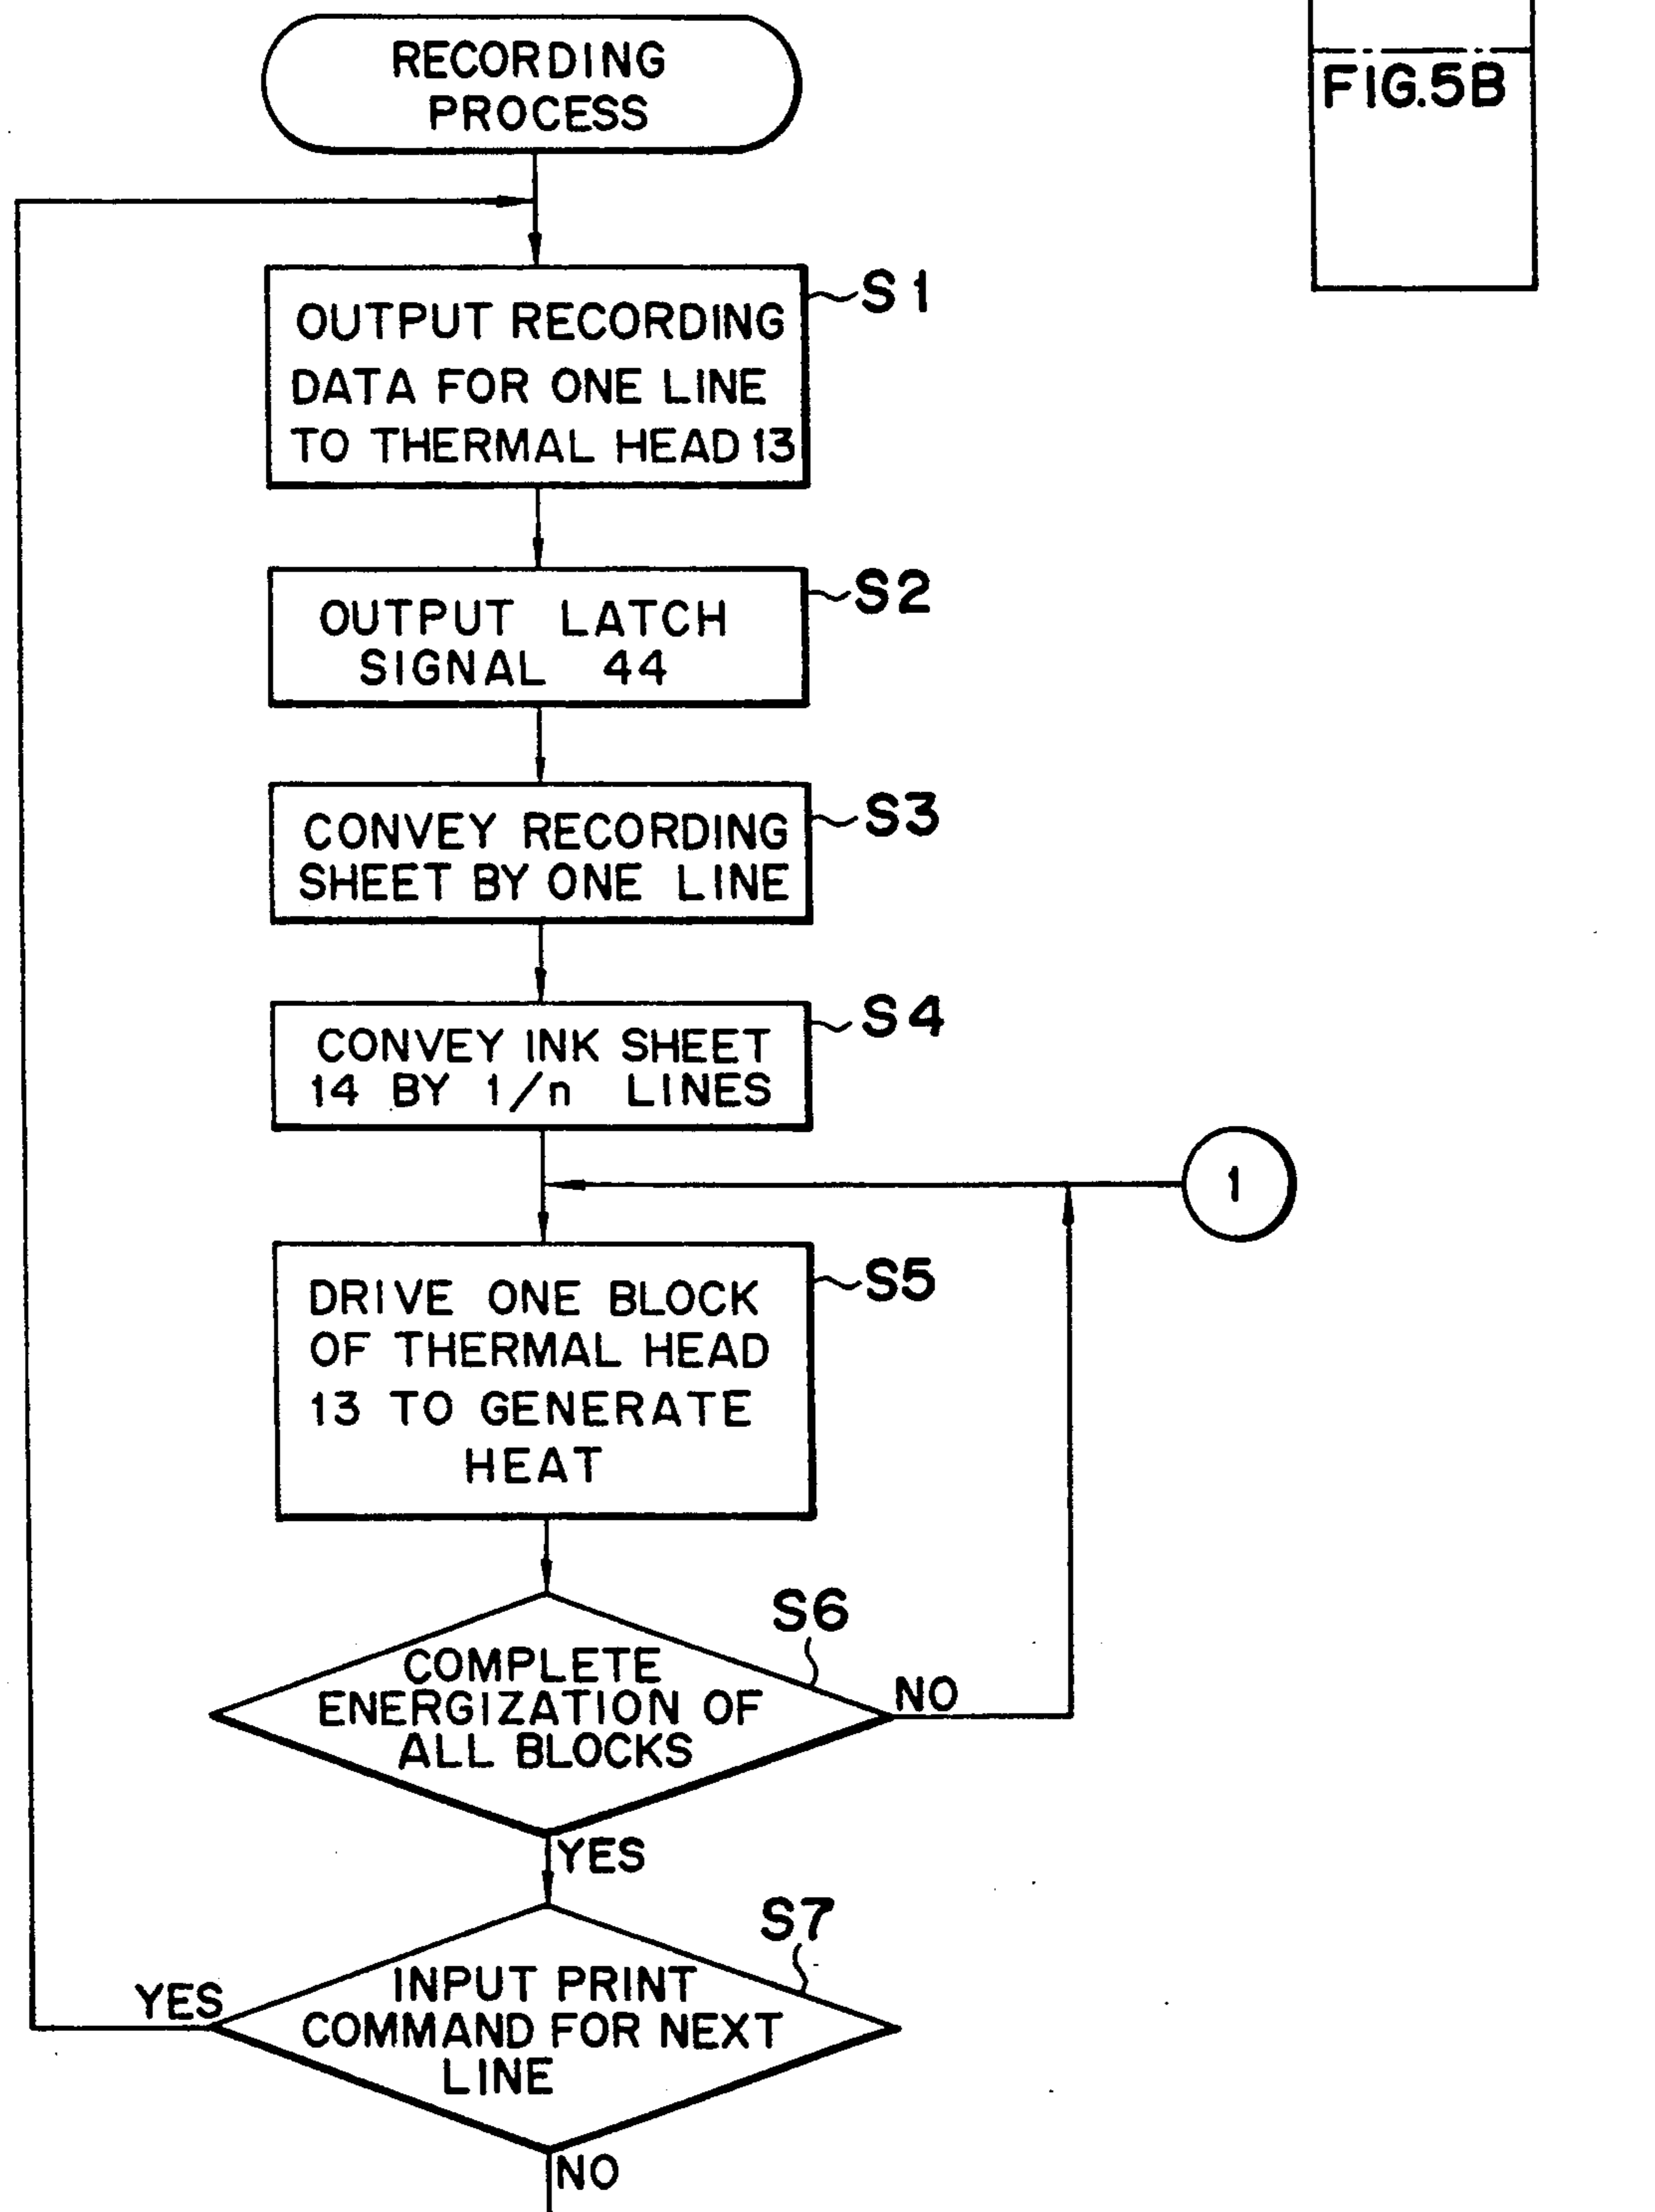 RECORDING
PROCESS
FIG.5B
S1
OUTPUT RECORDING
DATA FOR ONE LINE
TO THERMAL HEAD 13
S2
OUTPUT LATCH
SIGNAL 44
S3
CONVEY RECORDING
SHEET BY ONE LINE
S4
CONVEY INK SHEET
14 BY 1/n LINES
1
S5
DRIVE ONE BLOCK
OF THERMAL HEAD
13 TO GENERATE
HEAT
S6
COMPLETE
ENERGIZATION OF
ALL BLOCKS
NO
YES
S7
INPUT PRINT
COMMAND FOR NEXT
LINE
YES
NO